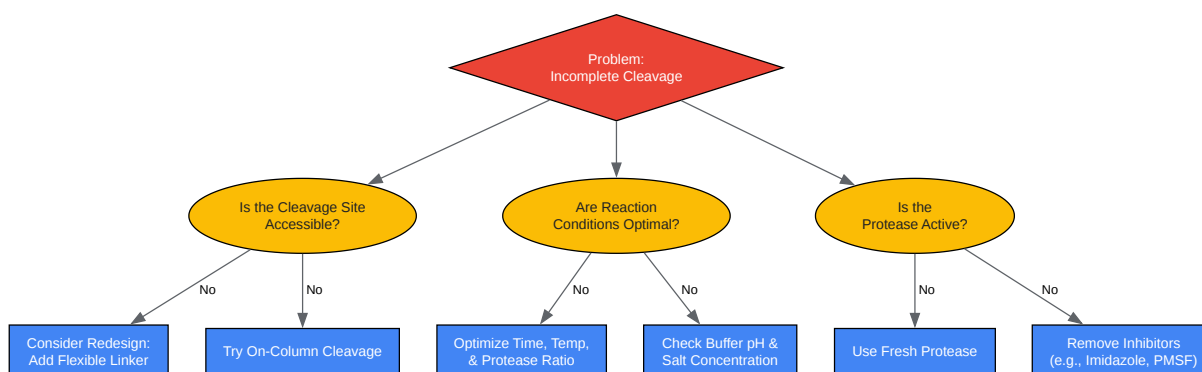 Problem:
Incomplete Cleavage
Is the Cleavage Site
Accessible?
Are Reaction
Conditions Optimal?
Is the
Protease Active?
No
No
No
No
No
No
Consider Redesign:
Add Flexible Linker
Try On-Column Cleavage
Optimize Time, Temp,
& Protease Ratio
Check Buffer pH &
Salt Concentration
Use Fresh Protease
Remove Inhibitors
(e.g., Imidazole, PMSF)